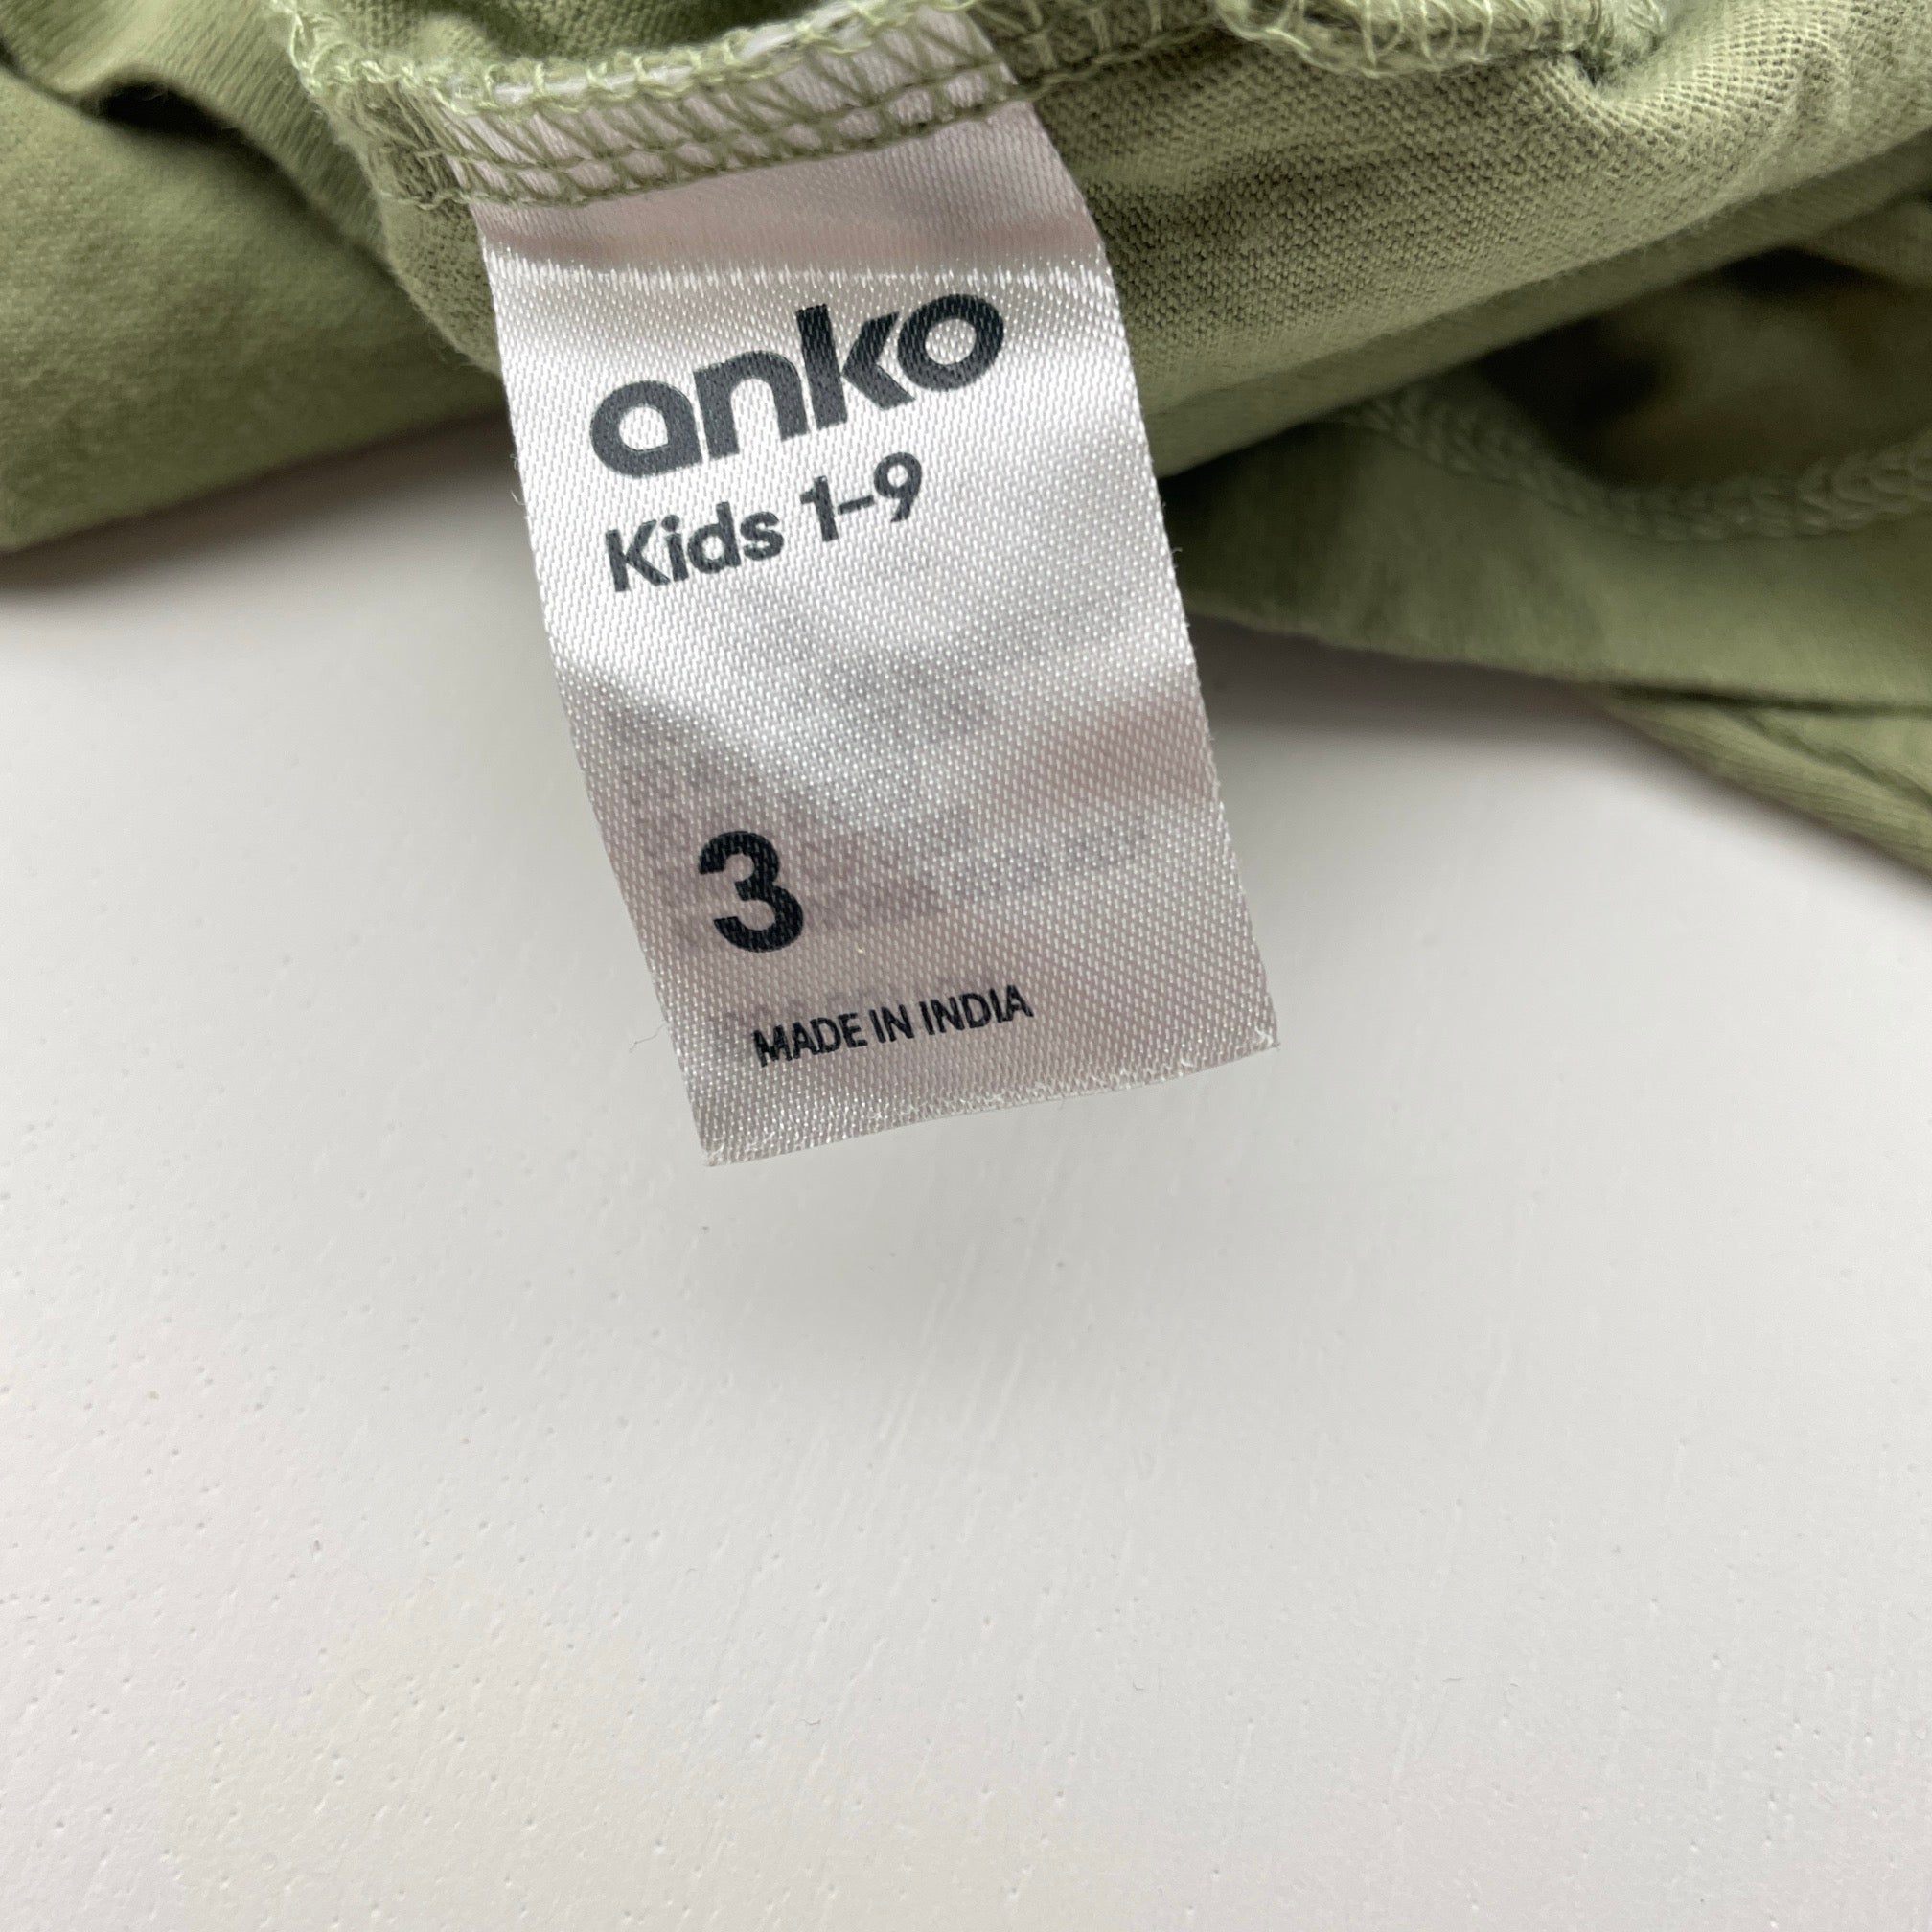 anko
Kids 1-9
3
MADE IN INDIA